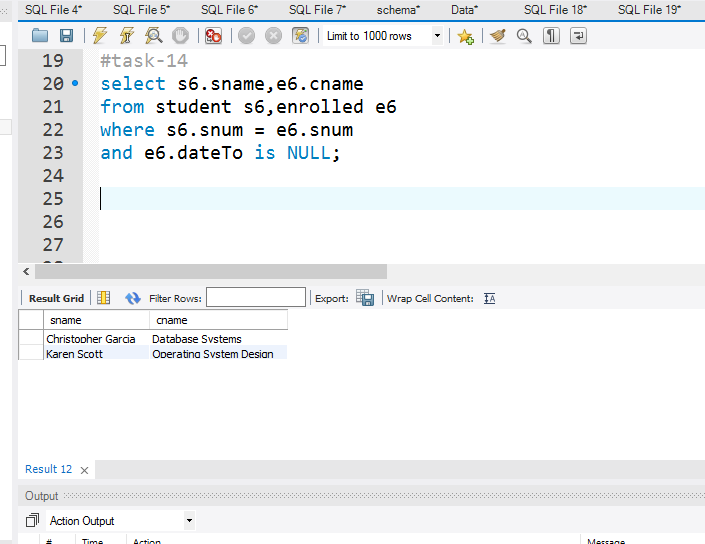 SQL File 4* SQL File 5* SQL File 6* SQL File 7* schema* Data* SQL File 18* SQL File 19*
Limit to 1000 rows
19 #task-14
20 select s6.sname,e6.cname
21 from student s6,enrolled e6
22 where s6.snum = e6.snum
23 and e6.dateTo is NULL;
24
25
26
27
Result Grid Filter Rows: Export: Wrap Cell Content: IA
sname cname
Christopher Garcia Database Systems
Karen Scott Operating System Design
Result 12
Output
Action Output
# Time Action Message